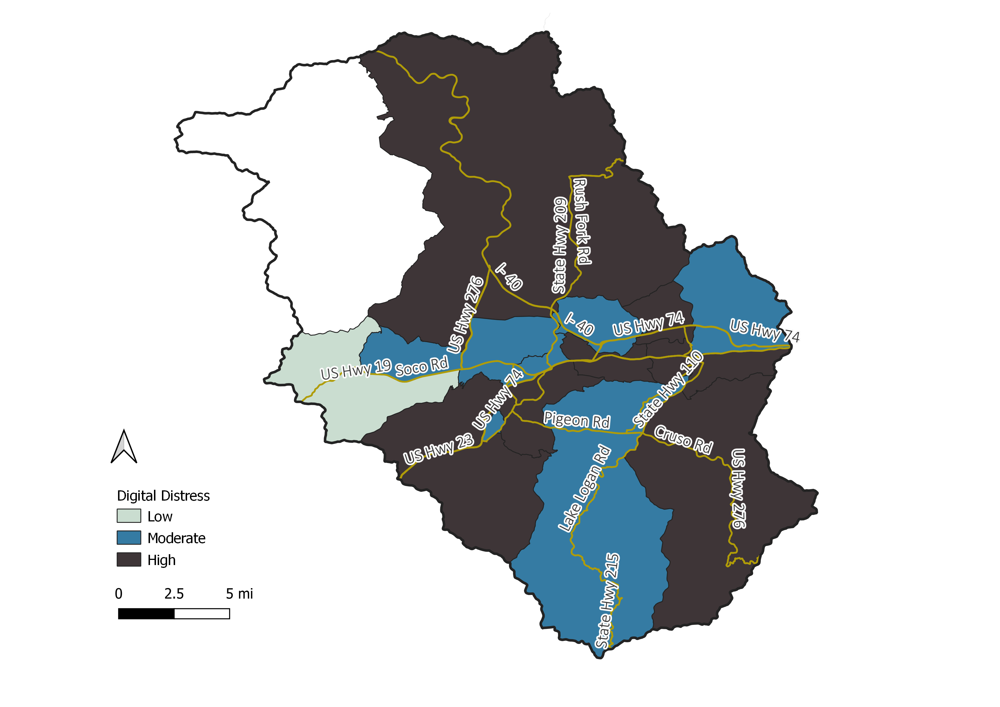 Rush Fork Rd
State Hwy 209
I- 40
US Hwy 276
I- 40
US Hwy 74
US Hwy 74
US Hwy 19
Soco Rd
State Hwy 110
US Hwy 74
Pigeon Rd
Cruso Rd
US Hwy 23
US Hwy 276
Lake Logan Rd
State Hwy 215
Digital Distress
Low
Moderate
High
0 2.5 5 mi